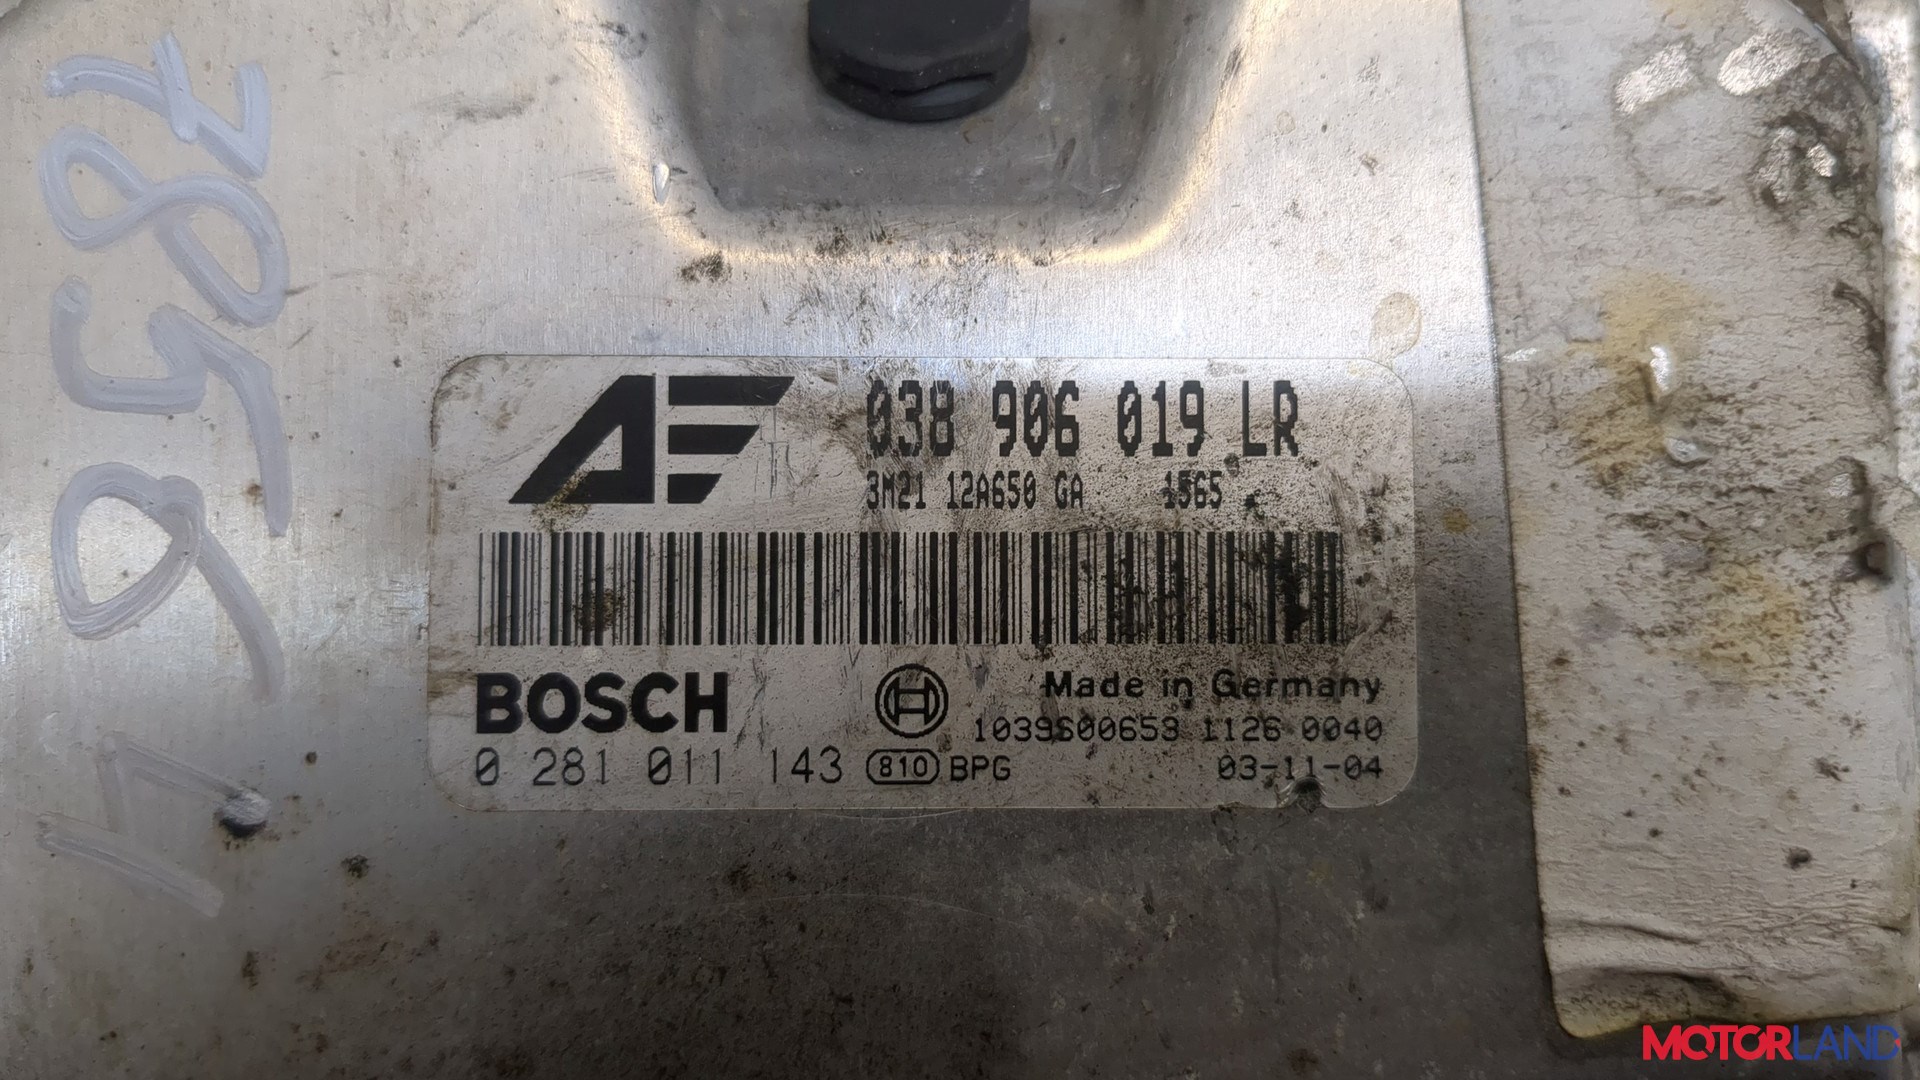 038 906 019 LR
3M21 12A650 GA 1565
BOSCH
Made in Germany
1039S00653 1126 0040
0 281 011 143 810 BPG 03-11-04
MOTORLAND